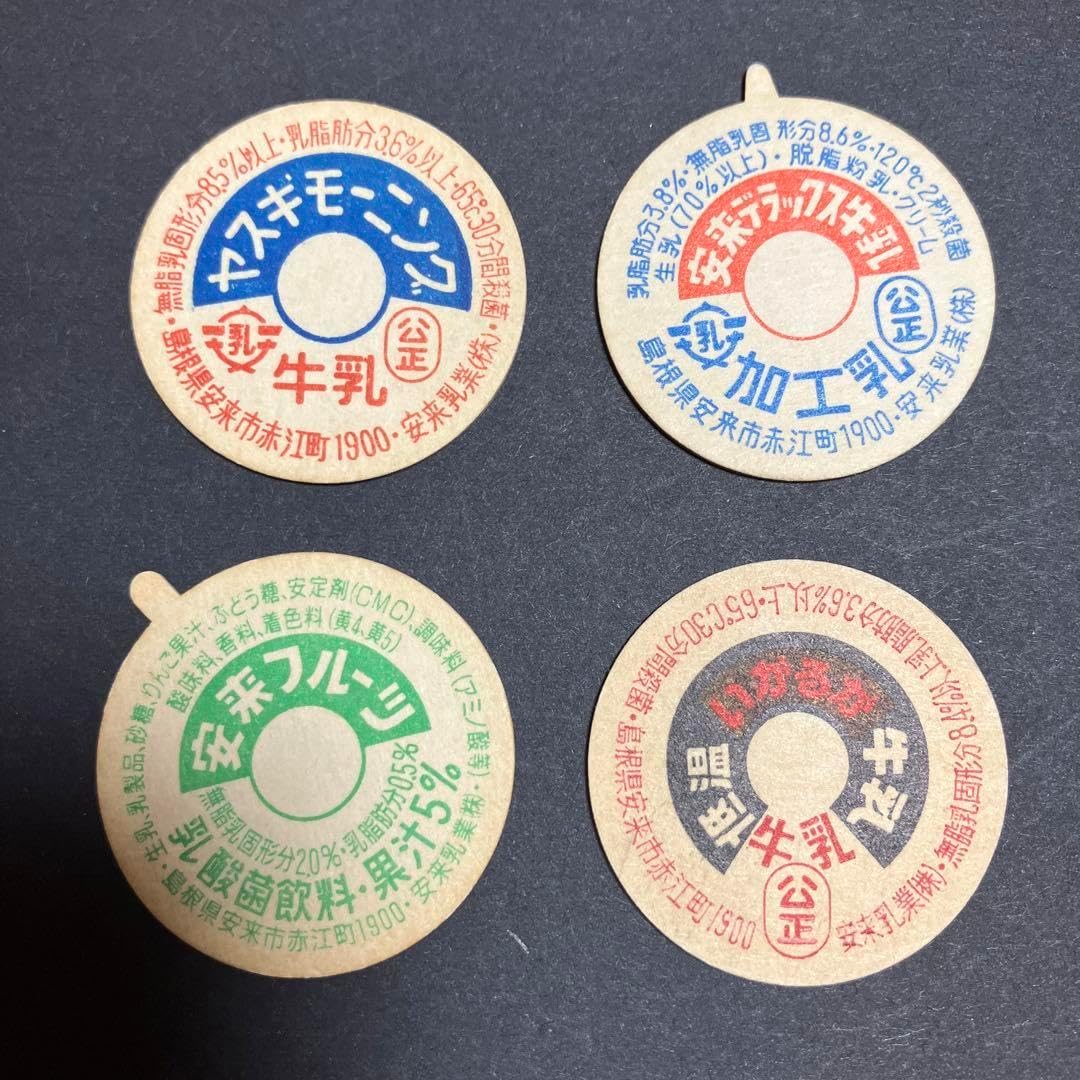 無脂乳固形分8.5%以上・乳脂肪分3.6%以上・65℃30分間殺菌・
ヤスギモーニング
乳
公正
牛乳
島根県安来市赤江町1900・安来乳業(株)・
乳脂肪分3.8%・無脂乳固形分8.6%・120℃2秒殺菌
生乳(70%以上)・脱脂粉乳・クリーム
安来デラックス牛乳
乳
公正
加工乳
島根県安来市赤江町1900・安来乳業(株)
生乳、乳製品、砂糖、りんご果汁、ぶどう糖、安定剤(CMC)、調味料(アミノ酸等)
酸味料、香料、着色料(黄4、黄5)
安来フルーツ
無脂乳固形分2.0%・乳脂肪分0.5%
乳酸菌飲料・果汁5%
・島根県安来市赤江町1900・安来乳業(株)・
安来乳業(株)・無脂乳固形分8.4%以上、乳脂肪分3.6%以上・65℃30分間殺菌・島根県安来市赤江町1900
低温
いかるが
牛乳
牛乳
公正